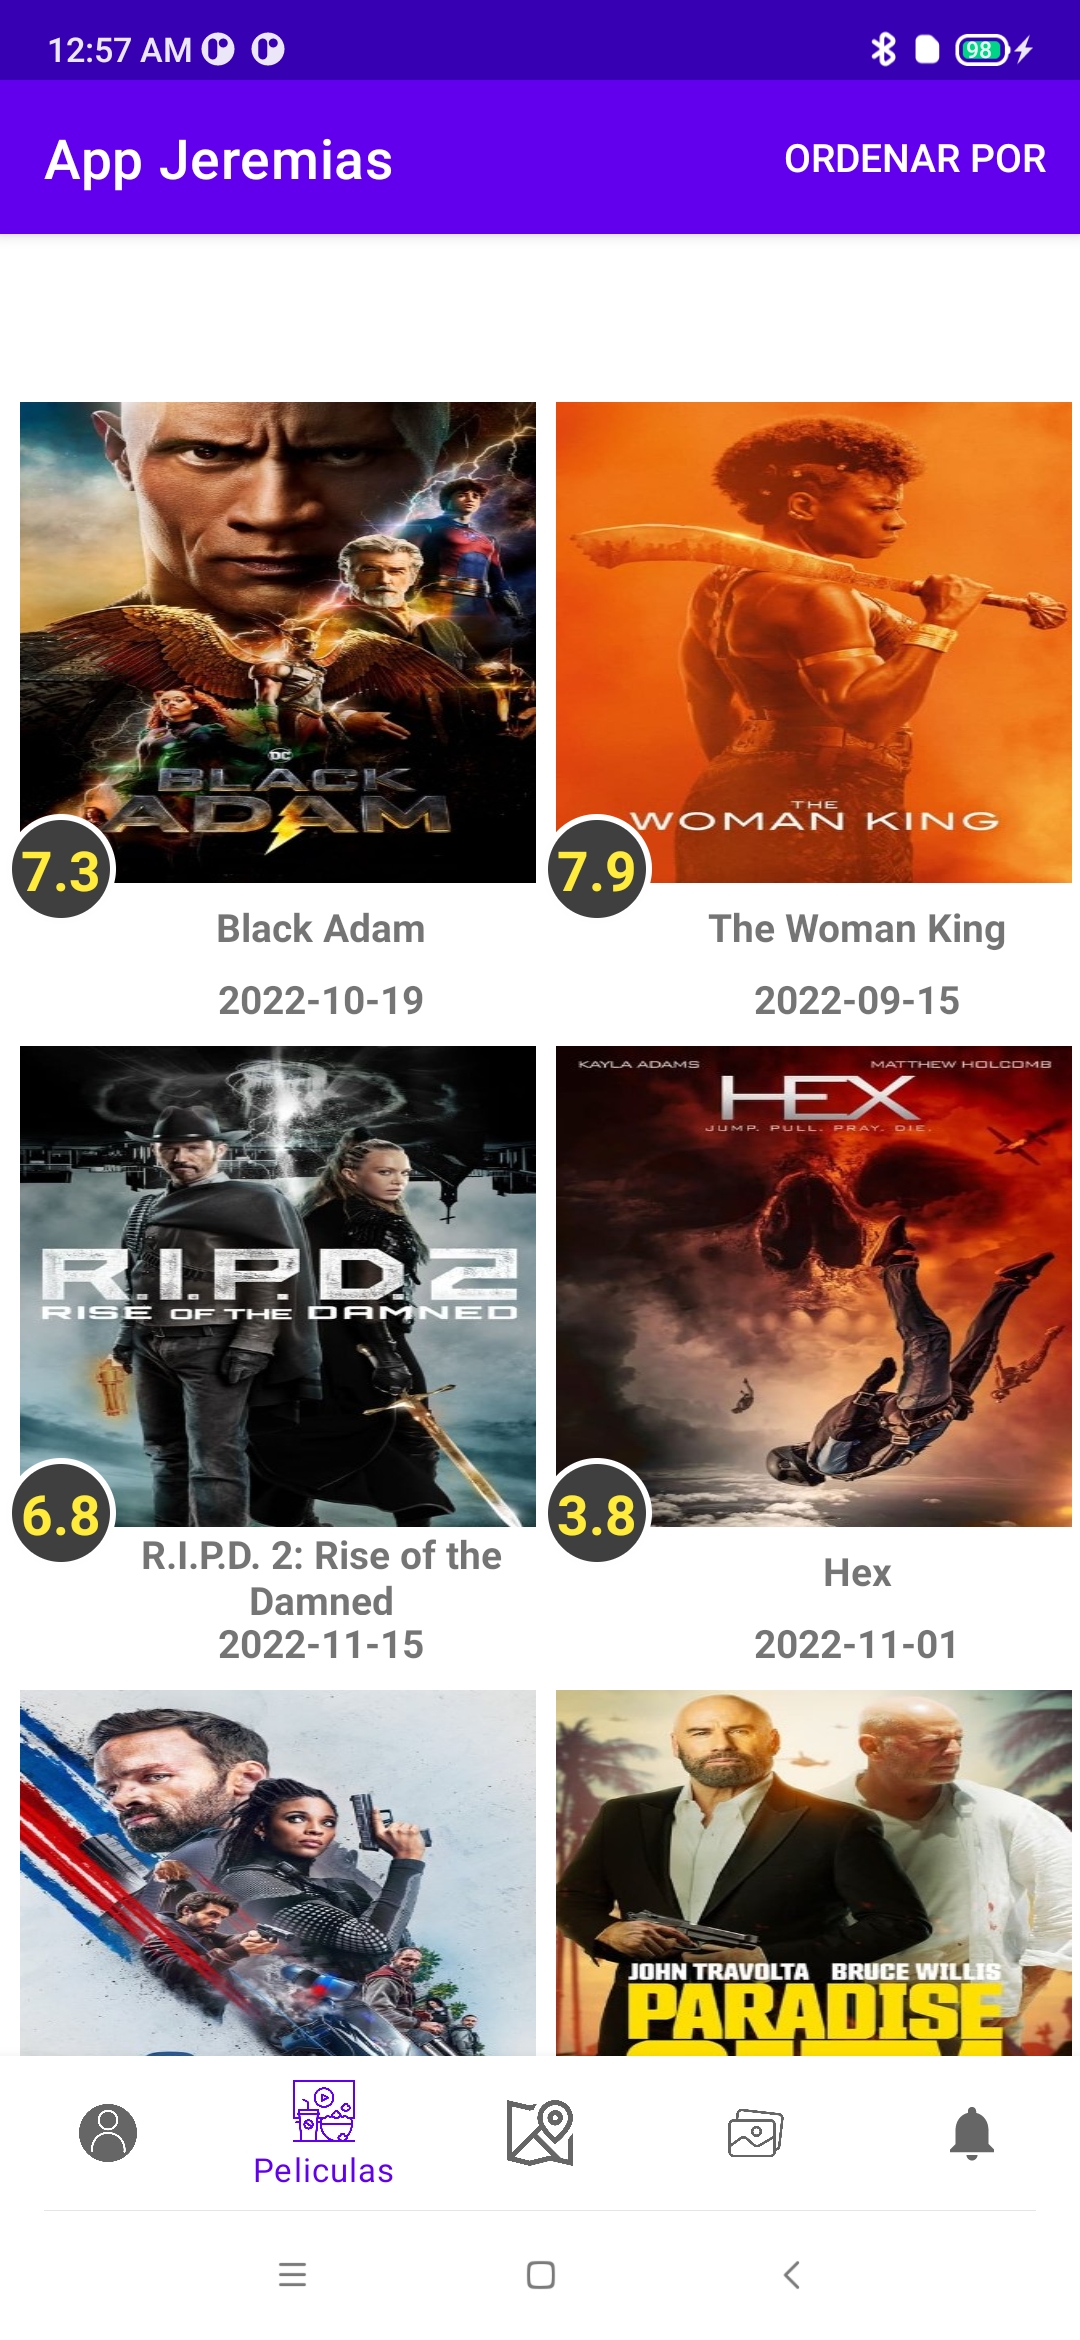 12:57 AM
98
App Jeremias
ORDENAR POR
DC
BLACK
ADAM
7.3
Black Adam
2022-10-19
THE
WOMAN KING
7.9
The Woman King
2022-09-15
R.I.P.D.2
RISE OF THE DAMNED
6.8
R.I.P.D. 2: Rise of the
Damned
2022-11-15
KAYLA ADAMS
MATTHEW HOLCOMB
HEX
JUMP. PULL. PRAY. DIE.
3.8
Hex
2022-11-01
JOHN TRAVOLTA BRUCE WILLIS
PARADISE
Peliculas